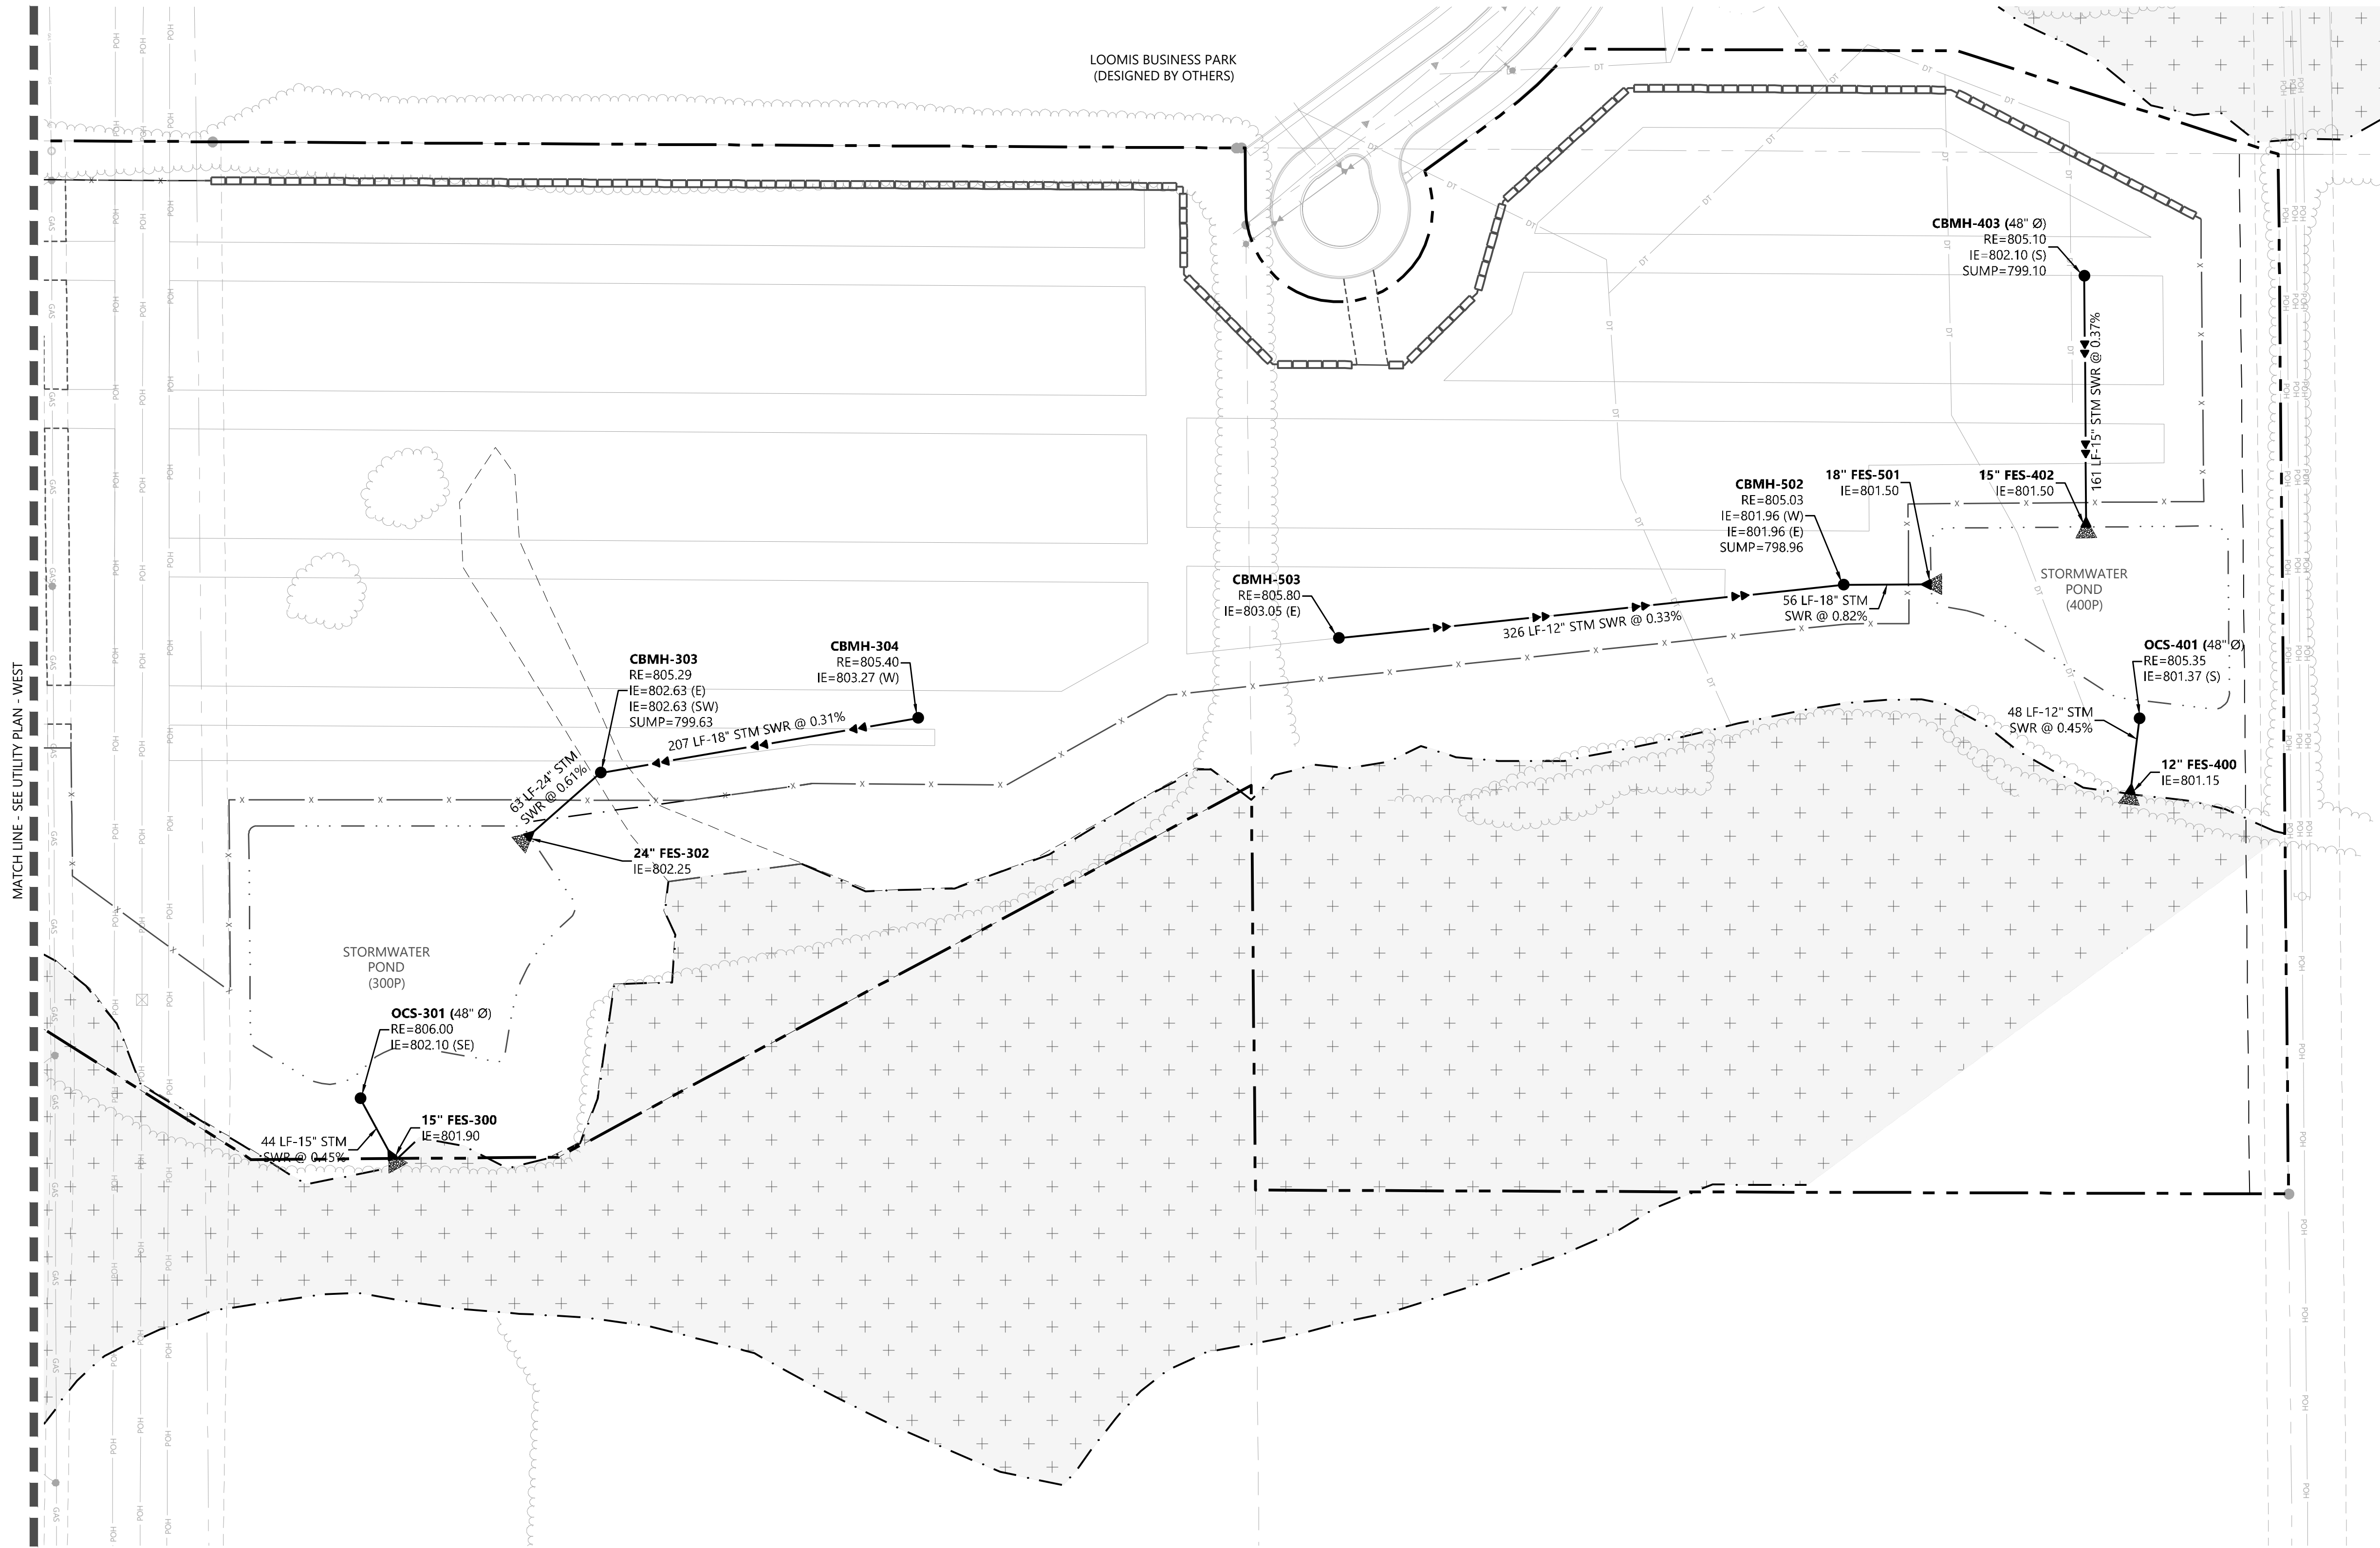 LOOMIS BUSINESS PARK
(DESIGNED BY OTHERS)
CBMH-403 (48" Ø)
RE=805.10
IE=802.10 (S)
SUMP=799.10
161 LF-15" STM SWR @ 0.37%
15" FES-402
IE=801.50
18" FES-501
IE=801.50
CBMH-502
RE=805.03
IE=801.96 (W)
IE=801.96 (E)
SUMP=798.96
56 LF-18" STM
SWR @ 0.82%
CBMH-503
RE=805.80
IE=803.05 (E)
326 LF-12" STM SWR @ 0.33%
STORMWATER
POND
(400P)
OCS-401 (48" Ø)
RE=805.35
IE=801.37 (S)
48 LF-12" STM
SWR @ 0.45%
12" FES-400
IE=801.15
CBMH-304
RE=805.40
IE=803.27 (W)
CBMH-303
RE=805.29
IE=802.63 (E)
IE=802.63 (SW)
SUMP=799.63
207 LF-18" STM SWR @ 0.31%
63 LF-24" STM
SWR @ 0.61%
24" FES-302
IE=802.25
MATCH LINE - SEE UTILITY PLAN - WEST
STORMWATER
POND
(300P)
OCS-301 (48" Ø)
RE=806.00
IE=802.10 (SE)
15" FES-300
IE=801.90
44 LF-15" STM
SWR @ 0.45%
POH
GAS
DT